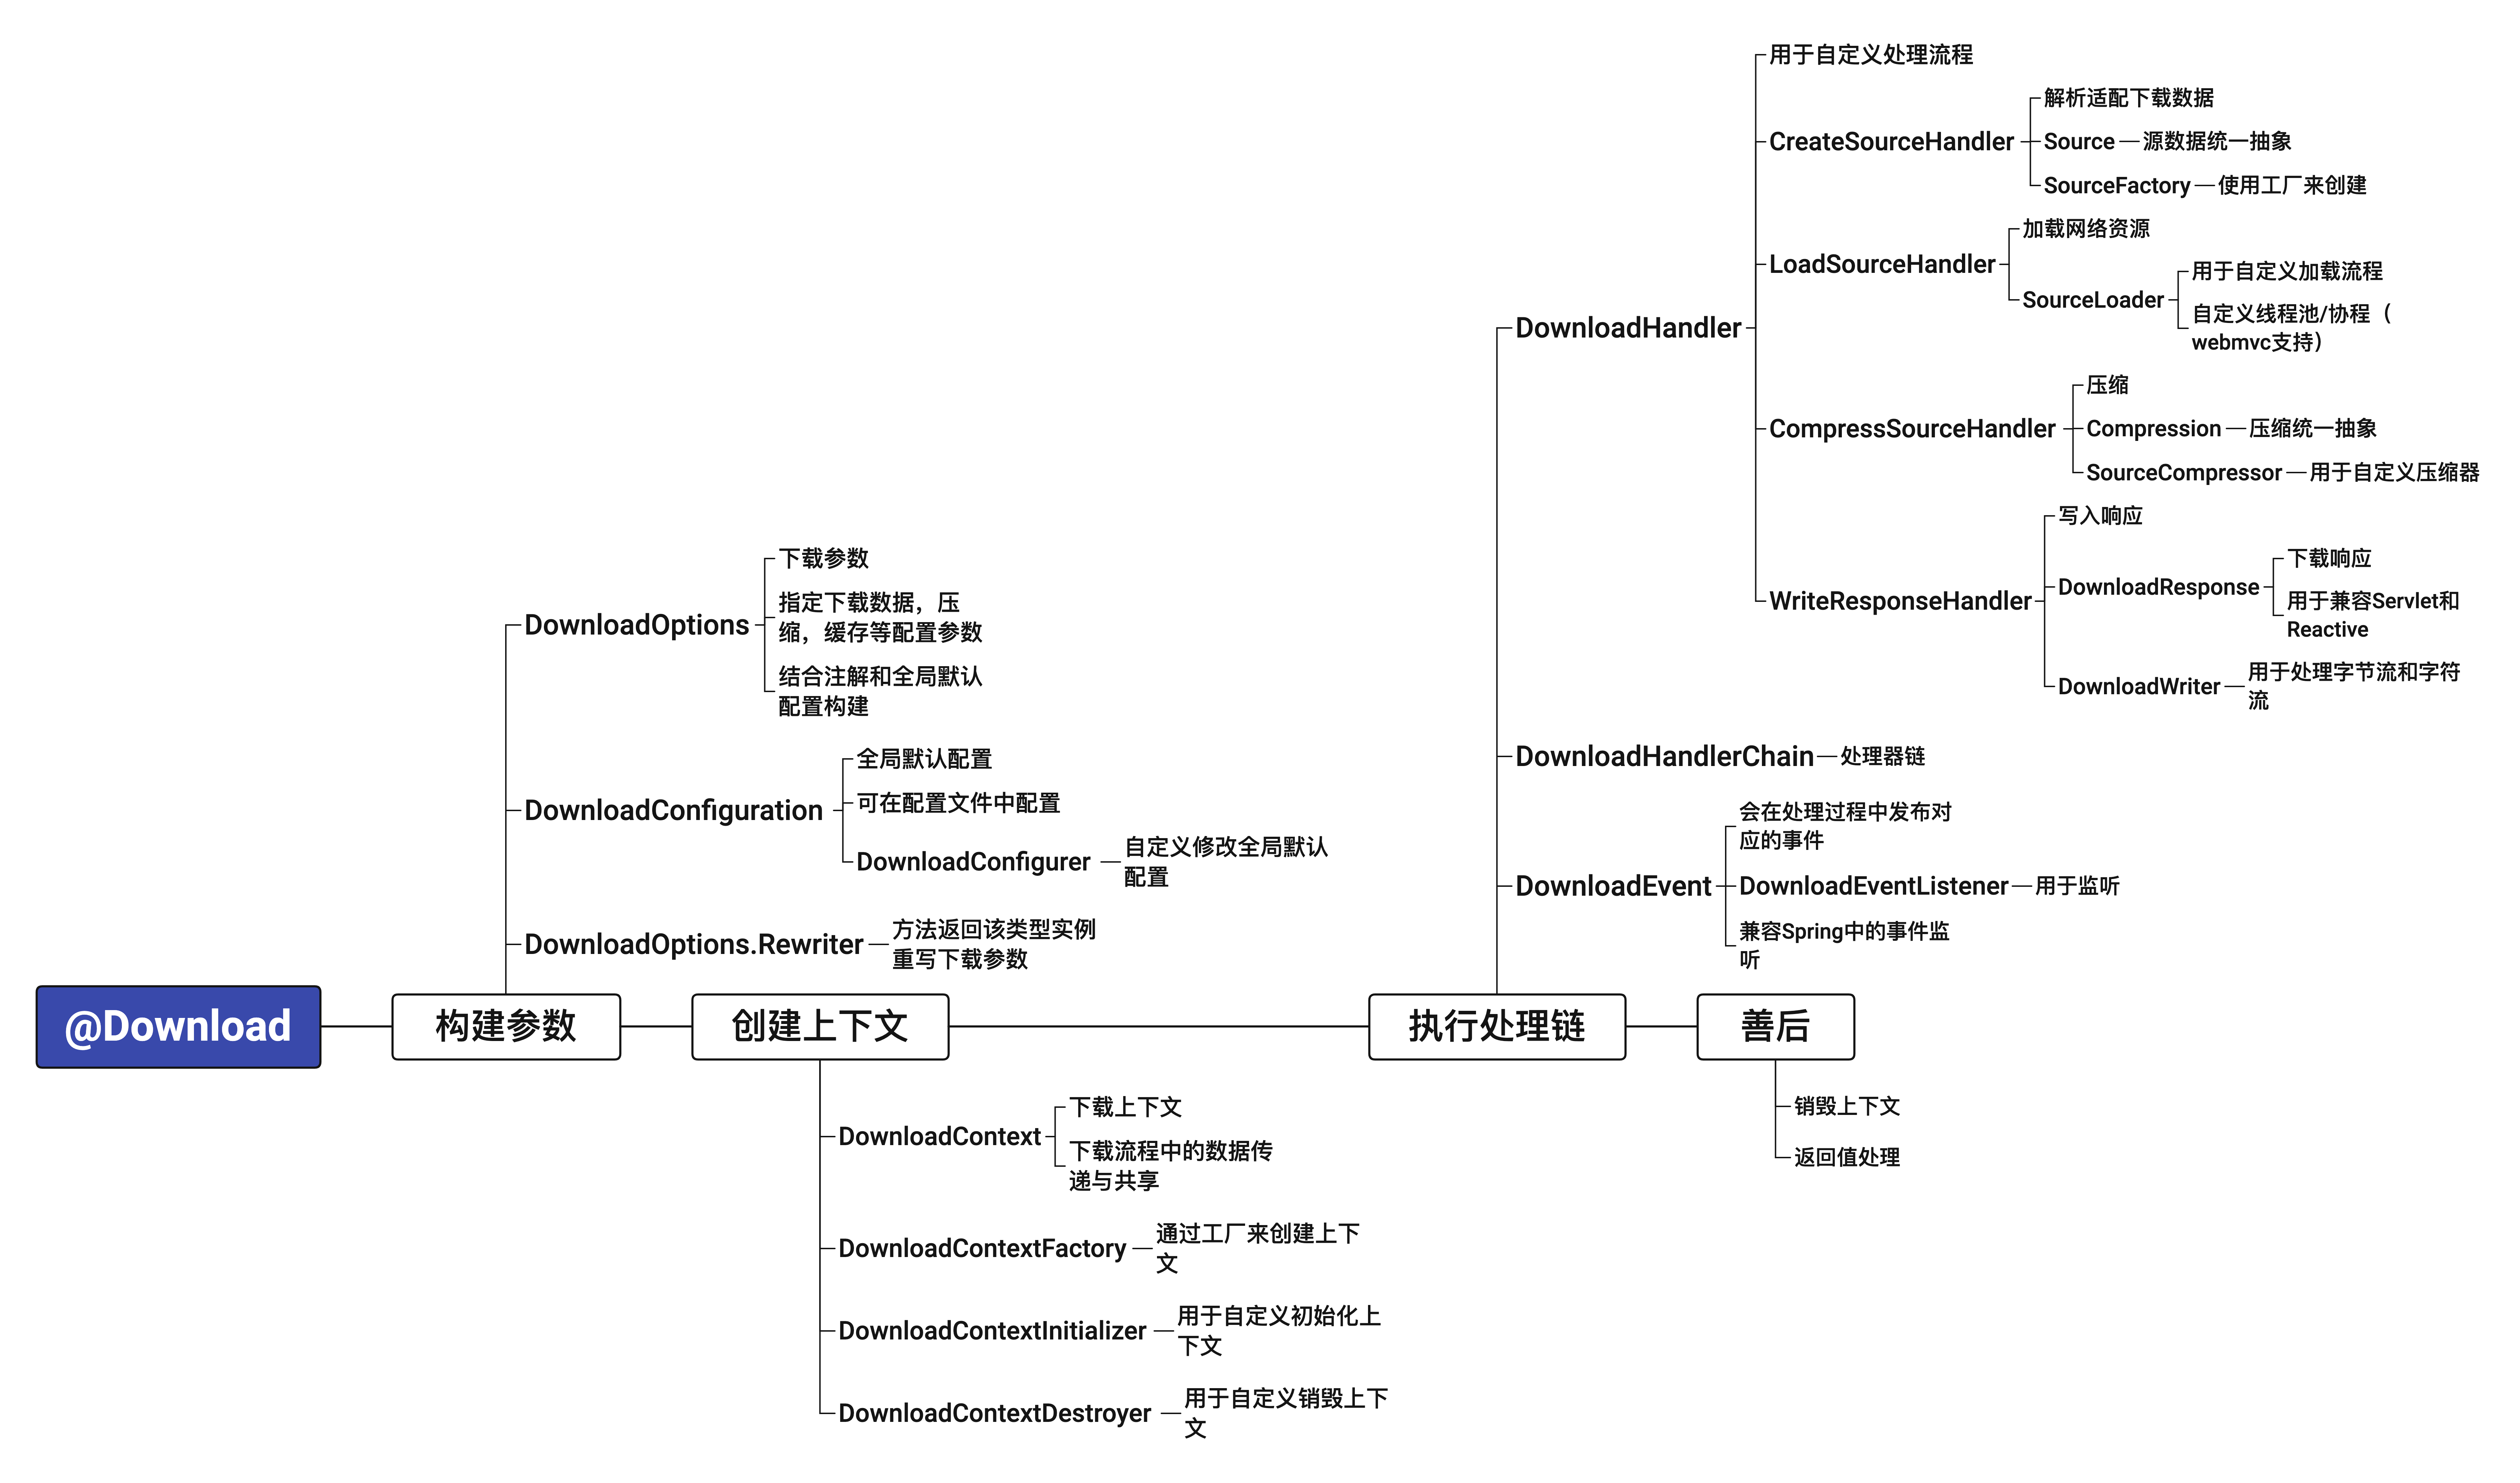 @Download
构建参数
DownloadOptions
下载参数
指定下载数据，压
缩，缓存等配置参数
结合注解和全局默认
配置构建
DownloadConfiguration
全局默认配置
可在配置文件中配置
DownloadConfigurer
自定义修改全局默认
配置
DownloadOptions.Rewriter
方法返回该类型实例
重写下载参数
创建上下文
DownloadContext
下载上下文
下载流程中的数据传
递与共享
DownloadContextFactory
通过工厂来创建上下
文
DownloadContextInitializer
用于自定义初始化上
下文
DownloadContextDestroyer
用于自定义销毁上下
文
执行处理链
DownloadHandler
用于自定义处理流程
CreateSourceHandler
解析适配下载数据
Source
源数据统一抽象
SourceFactory
使用工厂来创建
LoadSourceHandler
加载网络资源
SourceLoader
用于自定义加载流程
自定义线程池/协程（
webmvc支持）
CompressSourceHandler
压缩
Compression
压缩统一抽象
SourceCompressor
用于自定义压缩器
WriteResponseHandler
写入响应
DownloadResponse
下载响应
用于兼容Servlet和
Reactive
DownloadWriter
用于处理字节流和字符
流
DownloadHandlerChain
处理器链
DownloadEvent
会在处理过程中发布对
应的事件
DownloadEventListener
用于监听
兼容Spring中的事件监
听
善后
销毁上下文
返回值处理